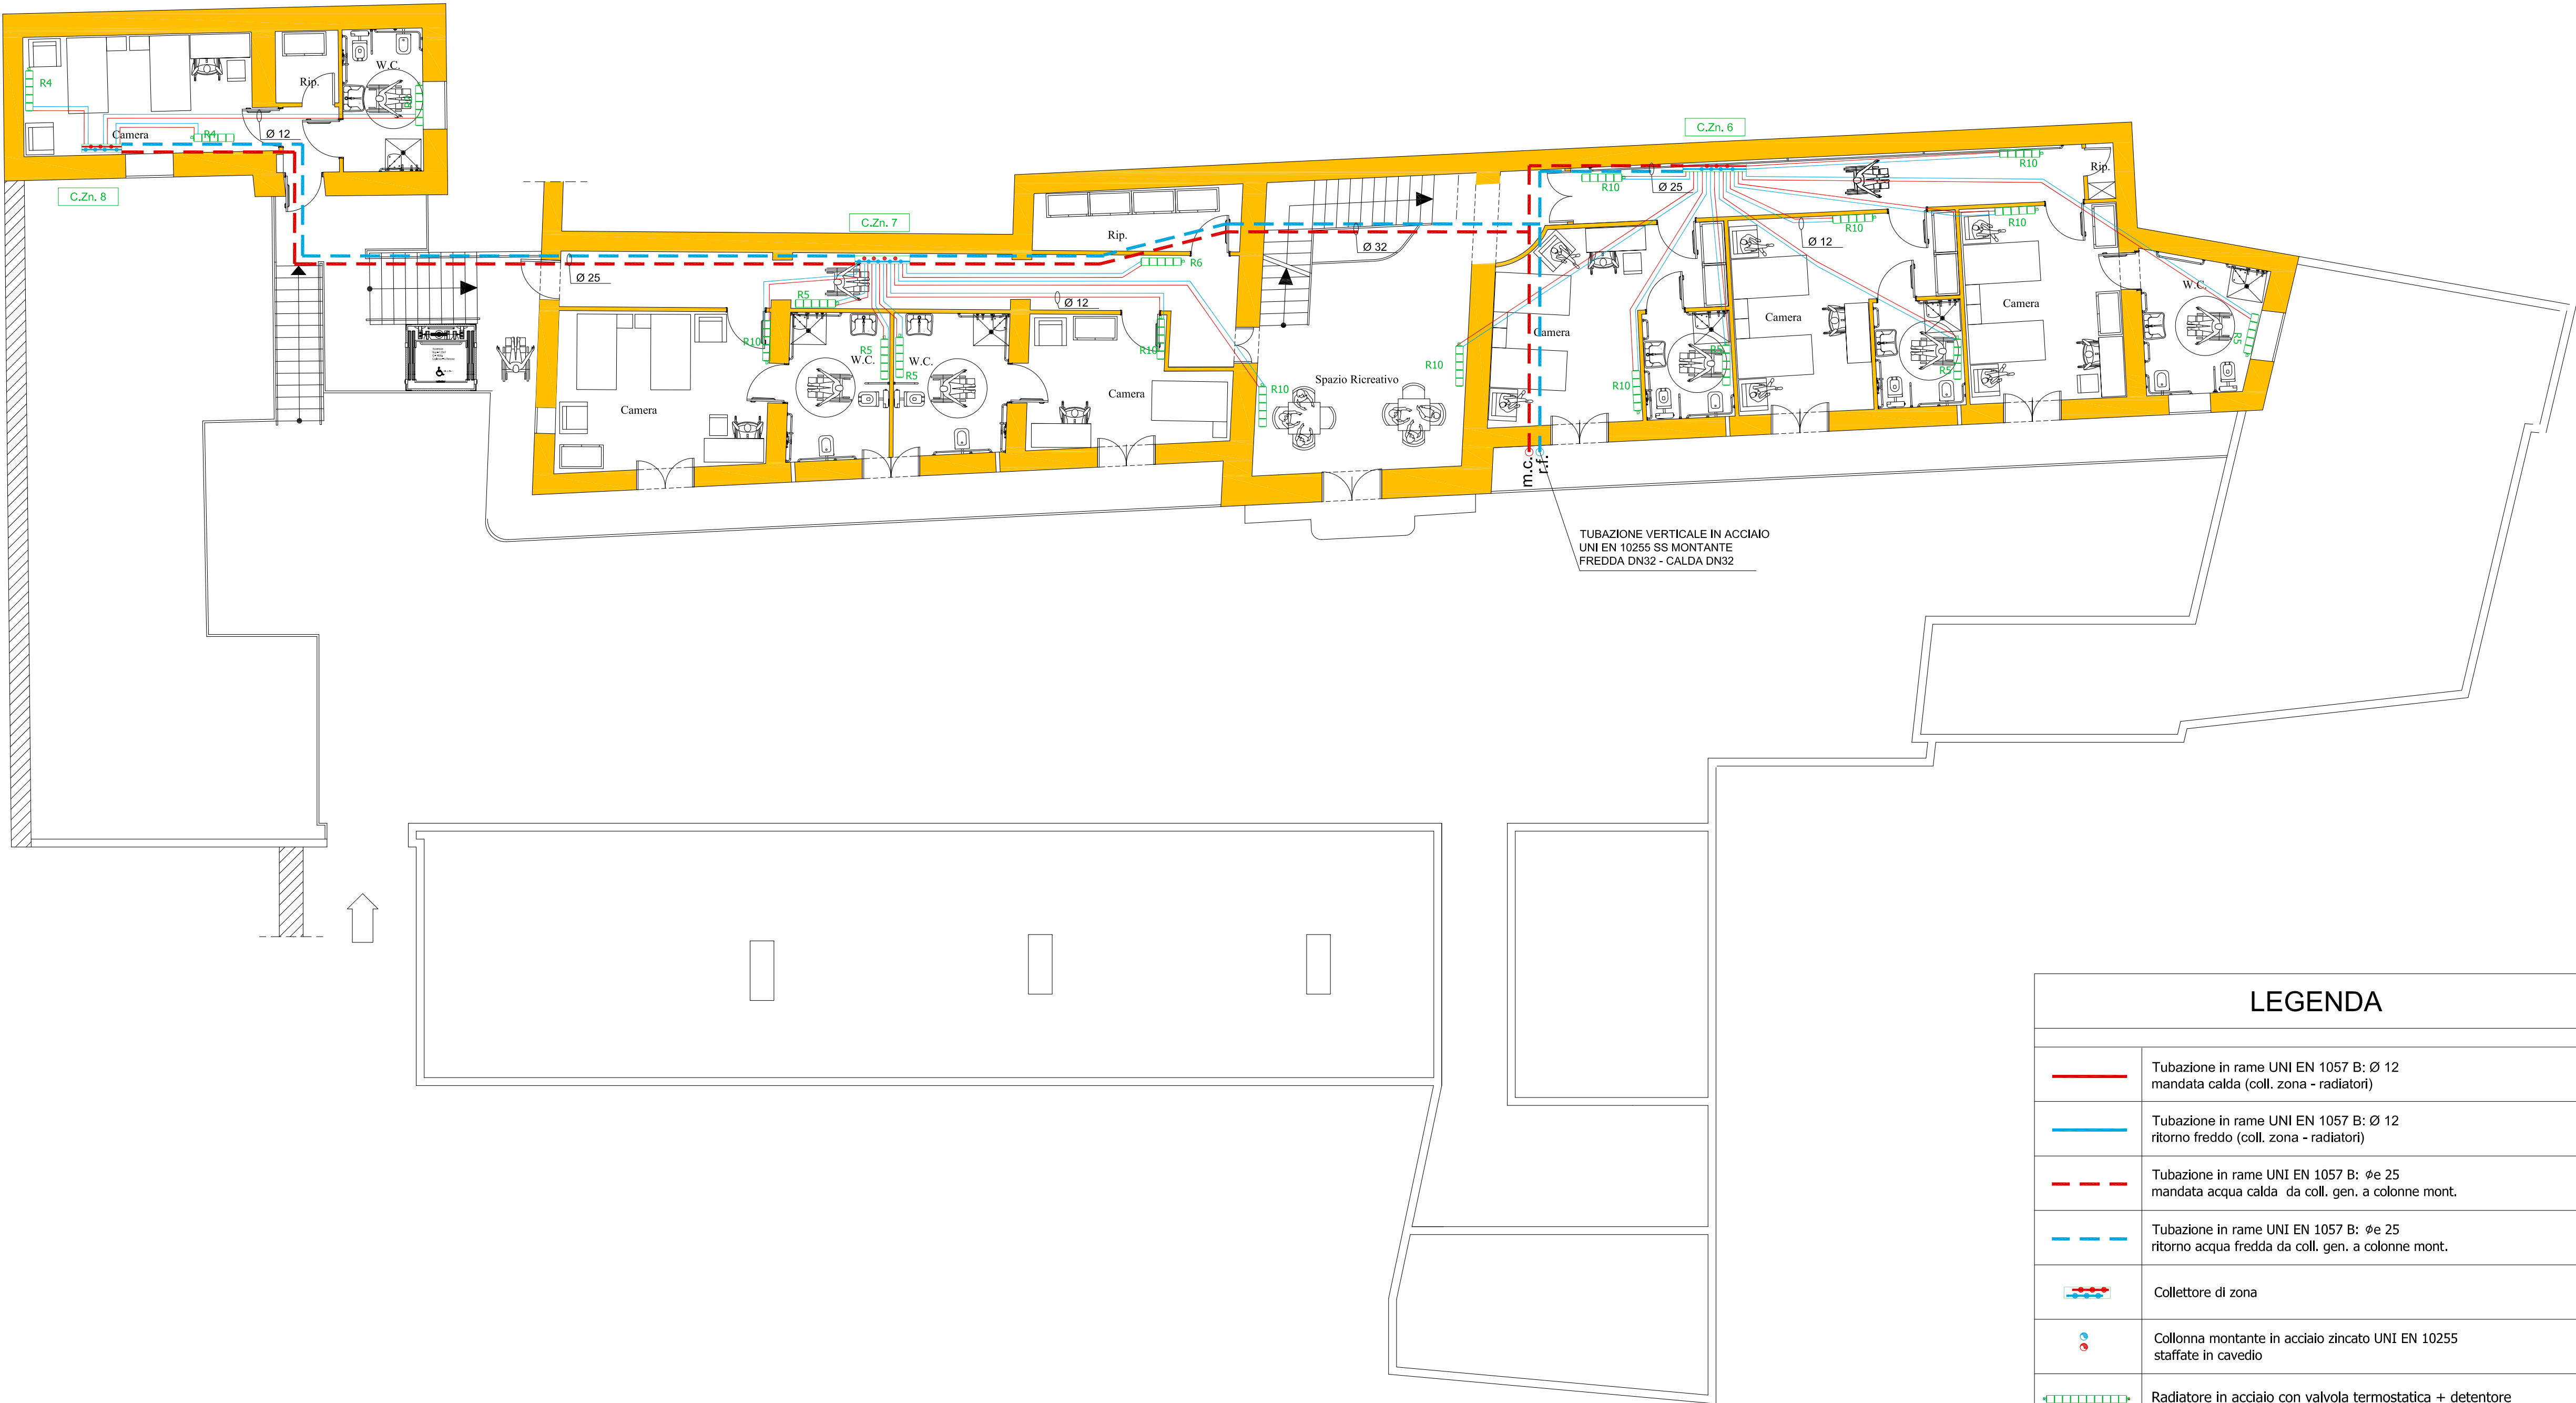 R4
Camera
R4
Rip.
W.C.
Ø 12
C.Zn. 8
C.Zn. 7
Ø 25
Rip.
R6
R5
Ø 12
R10
R5
W.C.
W.C.
R5
R10
Camera
Camera
Ø 32
R10
Spazio Ricreativo
R10
C.Zn. 6
R10
Ø 25
R10
Rip.
R10
Ø 12
R10
Camera
R10
R5
Camera
R5
Camera
W.C.
R5
m.c.
r.f.
TUBAZIONE VERTICALE IN ACCIAIO
UNI EN 10255 SS MONTANTE
FREDDA DN32 - CALDA DN32
LEGENDA
Tubazione in rame UNI EN 1057 B: Ø 12
mandata calda (coll. zona - radiatori)
Tubazione in rame UNI EN 1057 B: Ø 12
ritorno freddo (coll. zona - radiatori)
Tubazione in rame UNI EN 1057 B: øe 25
mandata acqua calda da coll. gen. a colonne mont.
Tubazione in rame UNI EN 1057 B: øe 25
ritorno acqua fredda da coll. gen. a colonne mont.
Collettore di zona
Collonna montante in acciaio zincato UNI EN 10255
staffate in cavedio
Radiatore in acciaio con valvola termostatica + detentore